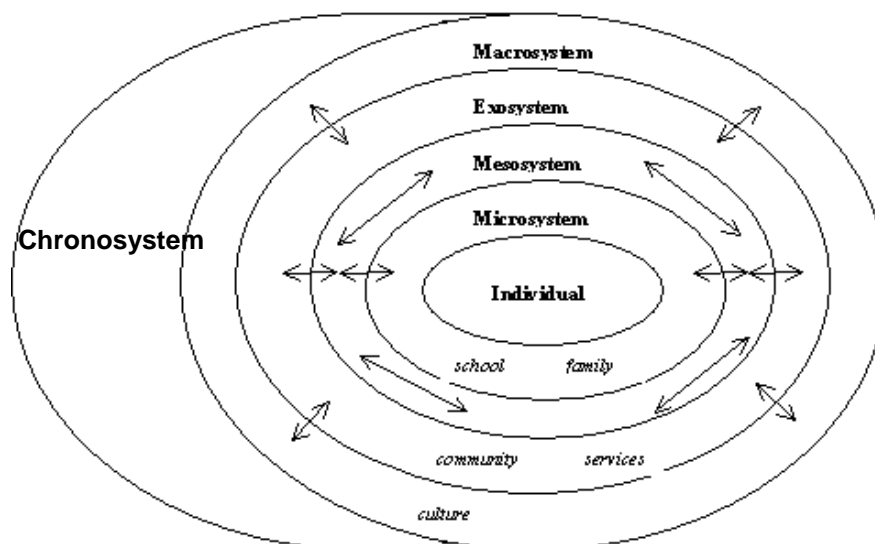 Macrosystem
Exosystem
Mesosystem
Microsystem
Chronosystem
Individual
school family
community services
culture